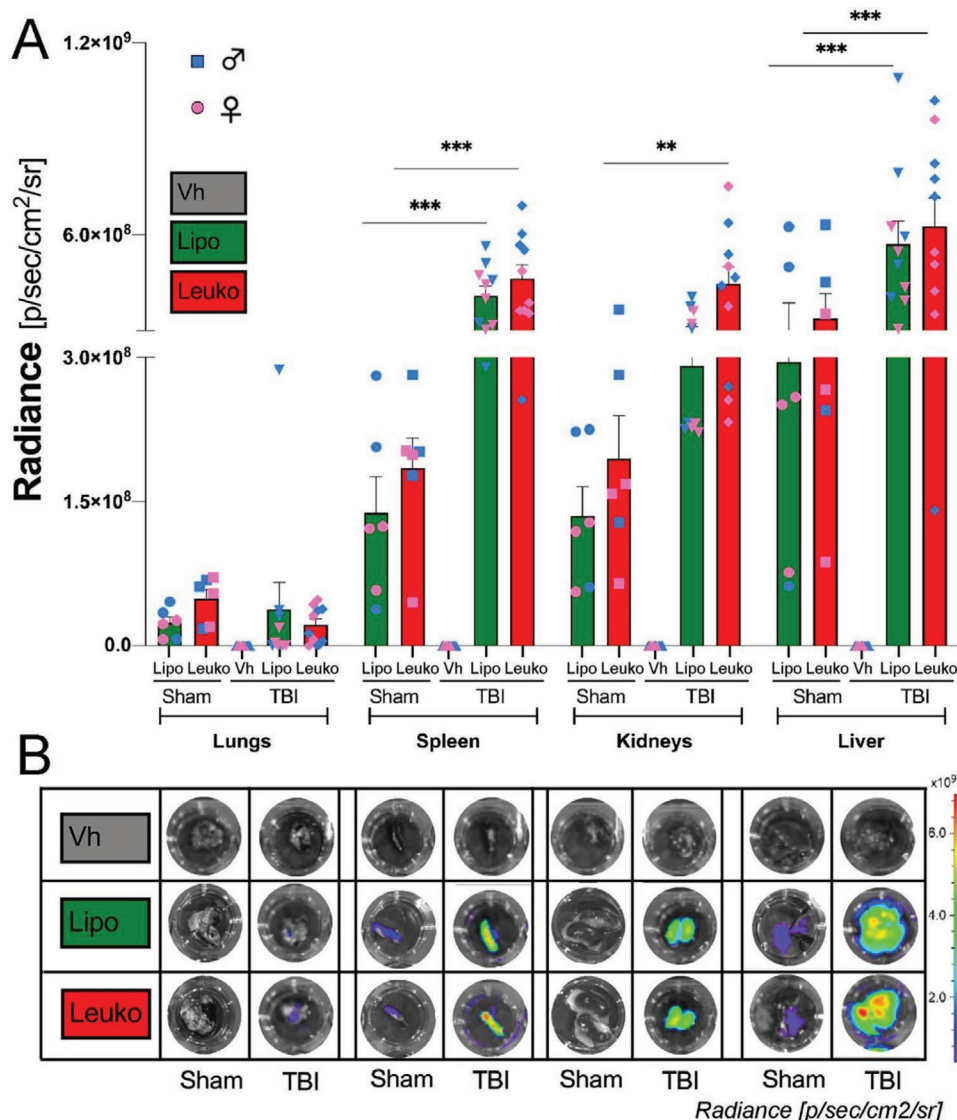 A
1.2×10⁹
♂
♀
*** ***
*** *** **
Vh
Lipo
Leuko
6.0×10⁸
3.0×10⁸
1.5×10⁸
0.0
Radiance [p/sec/cm²/sr]
Lipo Leuko Vh Lipo Leuko Lipo Leuko Vh Lipo Leuko Lipo Leuko Vh Lipo Leuko Lipo Leuko Vh Lipo Leuko
Sham TBI Sham TBI Sham TBI Sham TBI
Lungs Spleen Kidneys Liver
B
x10⁹
Vh
6.0
Lipo
4.0
Leuko
2.0
Sham TBI Sham TBI Sham TBI Sham TBI
Radiance [p/sec/cm2/sr]